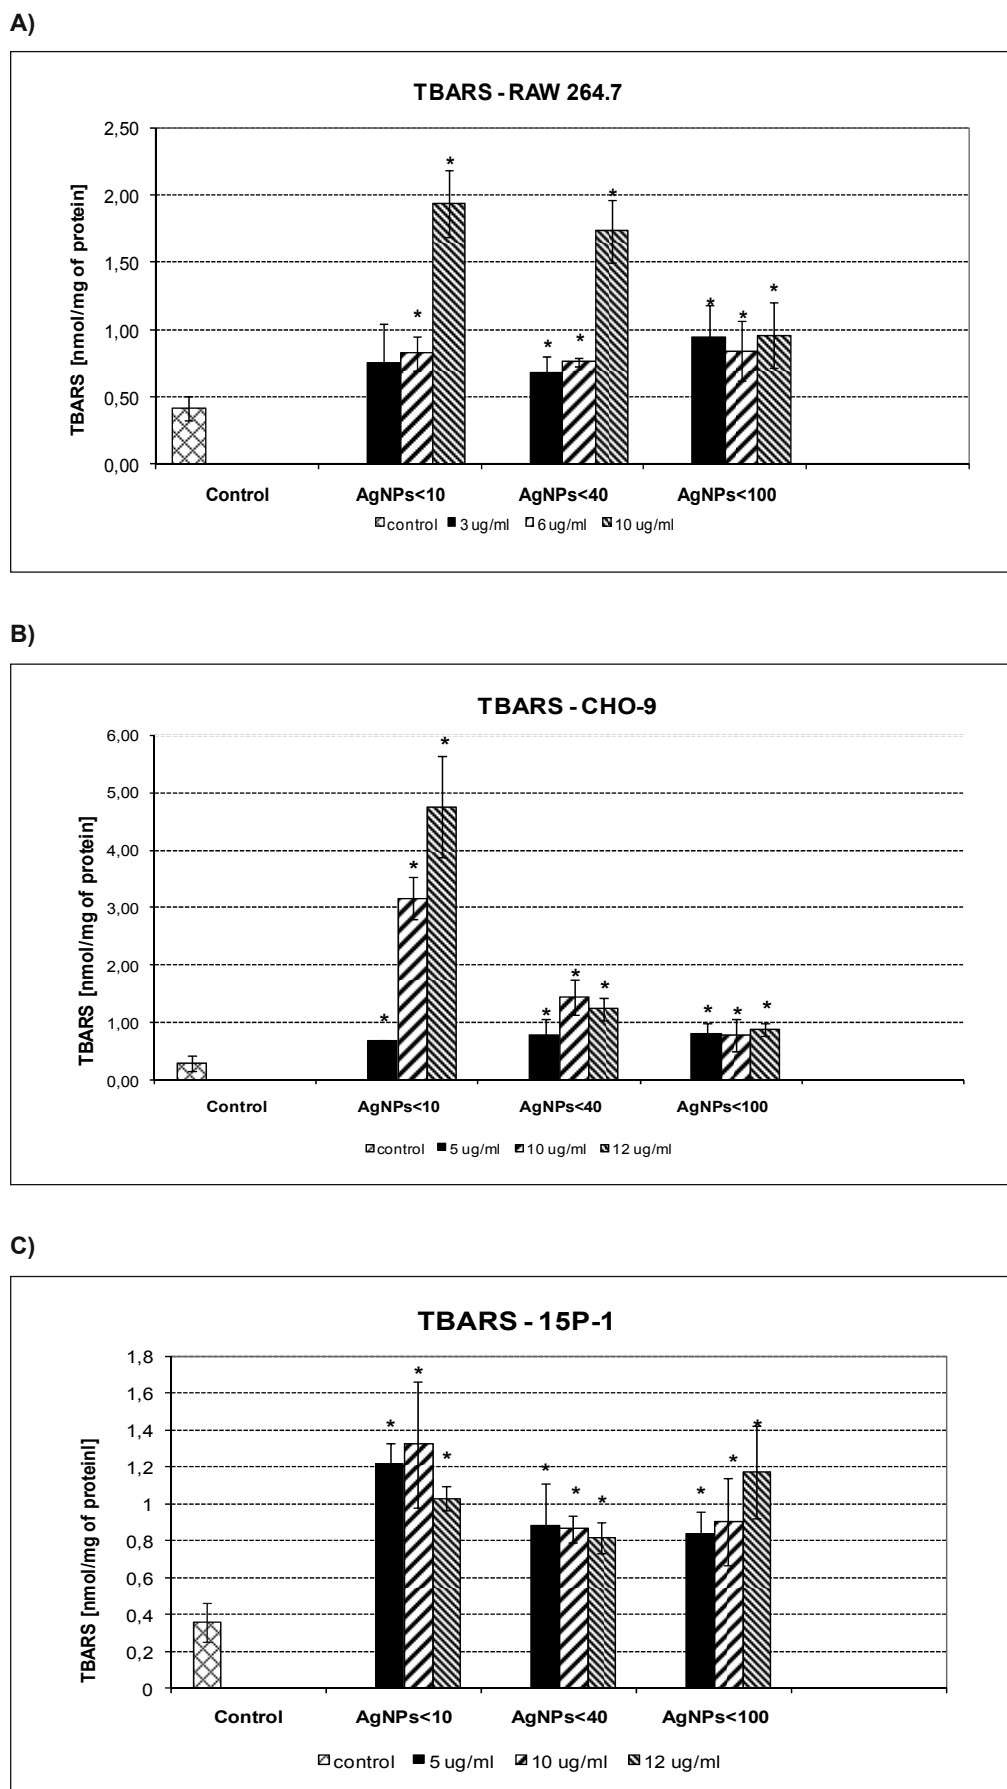 A)
TBARS - RAW 264.7
TBARS [nmol/mg of protein]
2,50
2,00
1,50
1,00
0,50
0,00
* * * * * * * *
Control AgNPs<10 AgNPs<40 AgNPs<100
control 3 ug/ml 6 ug/ml 10 ug/ml
B)
TBARS - CHO-9
TBARS [nmol/mg of protein]
6,00
5,00
4,00
3,00
2,00
1,00
0,00
* * * * * * * * *
Control AgNPs<10 AgNPs<40 AgNPs<100
control 5 ug/ml 10 ug/ml 12 ug/ml
C)
TBARS - 15P-1
TBARS [nmol/mg of proteinl]
1,8
1,6
1,4
1,2
1
0,8
0,6
0,4
0,2
0
* * * * * * * * *
Control AgNPs<10 AgNPs<40 AgNPs<100
control 5 ug/ml 10 ug/ml 12 ug/ml